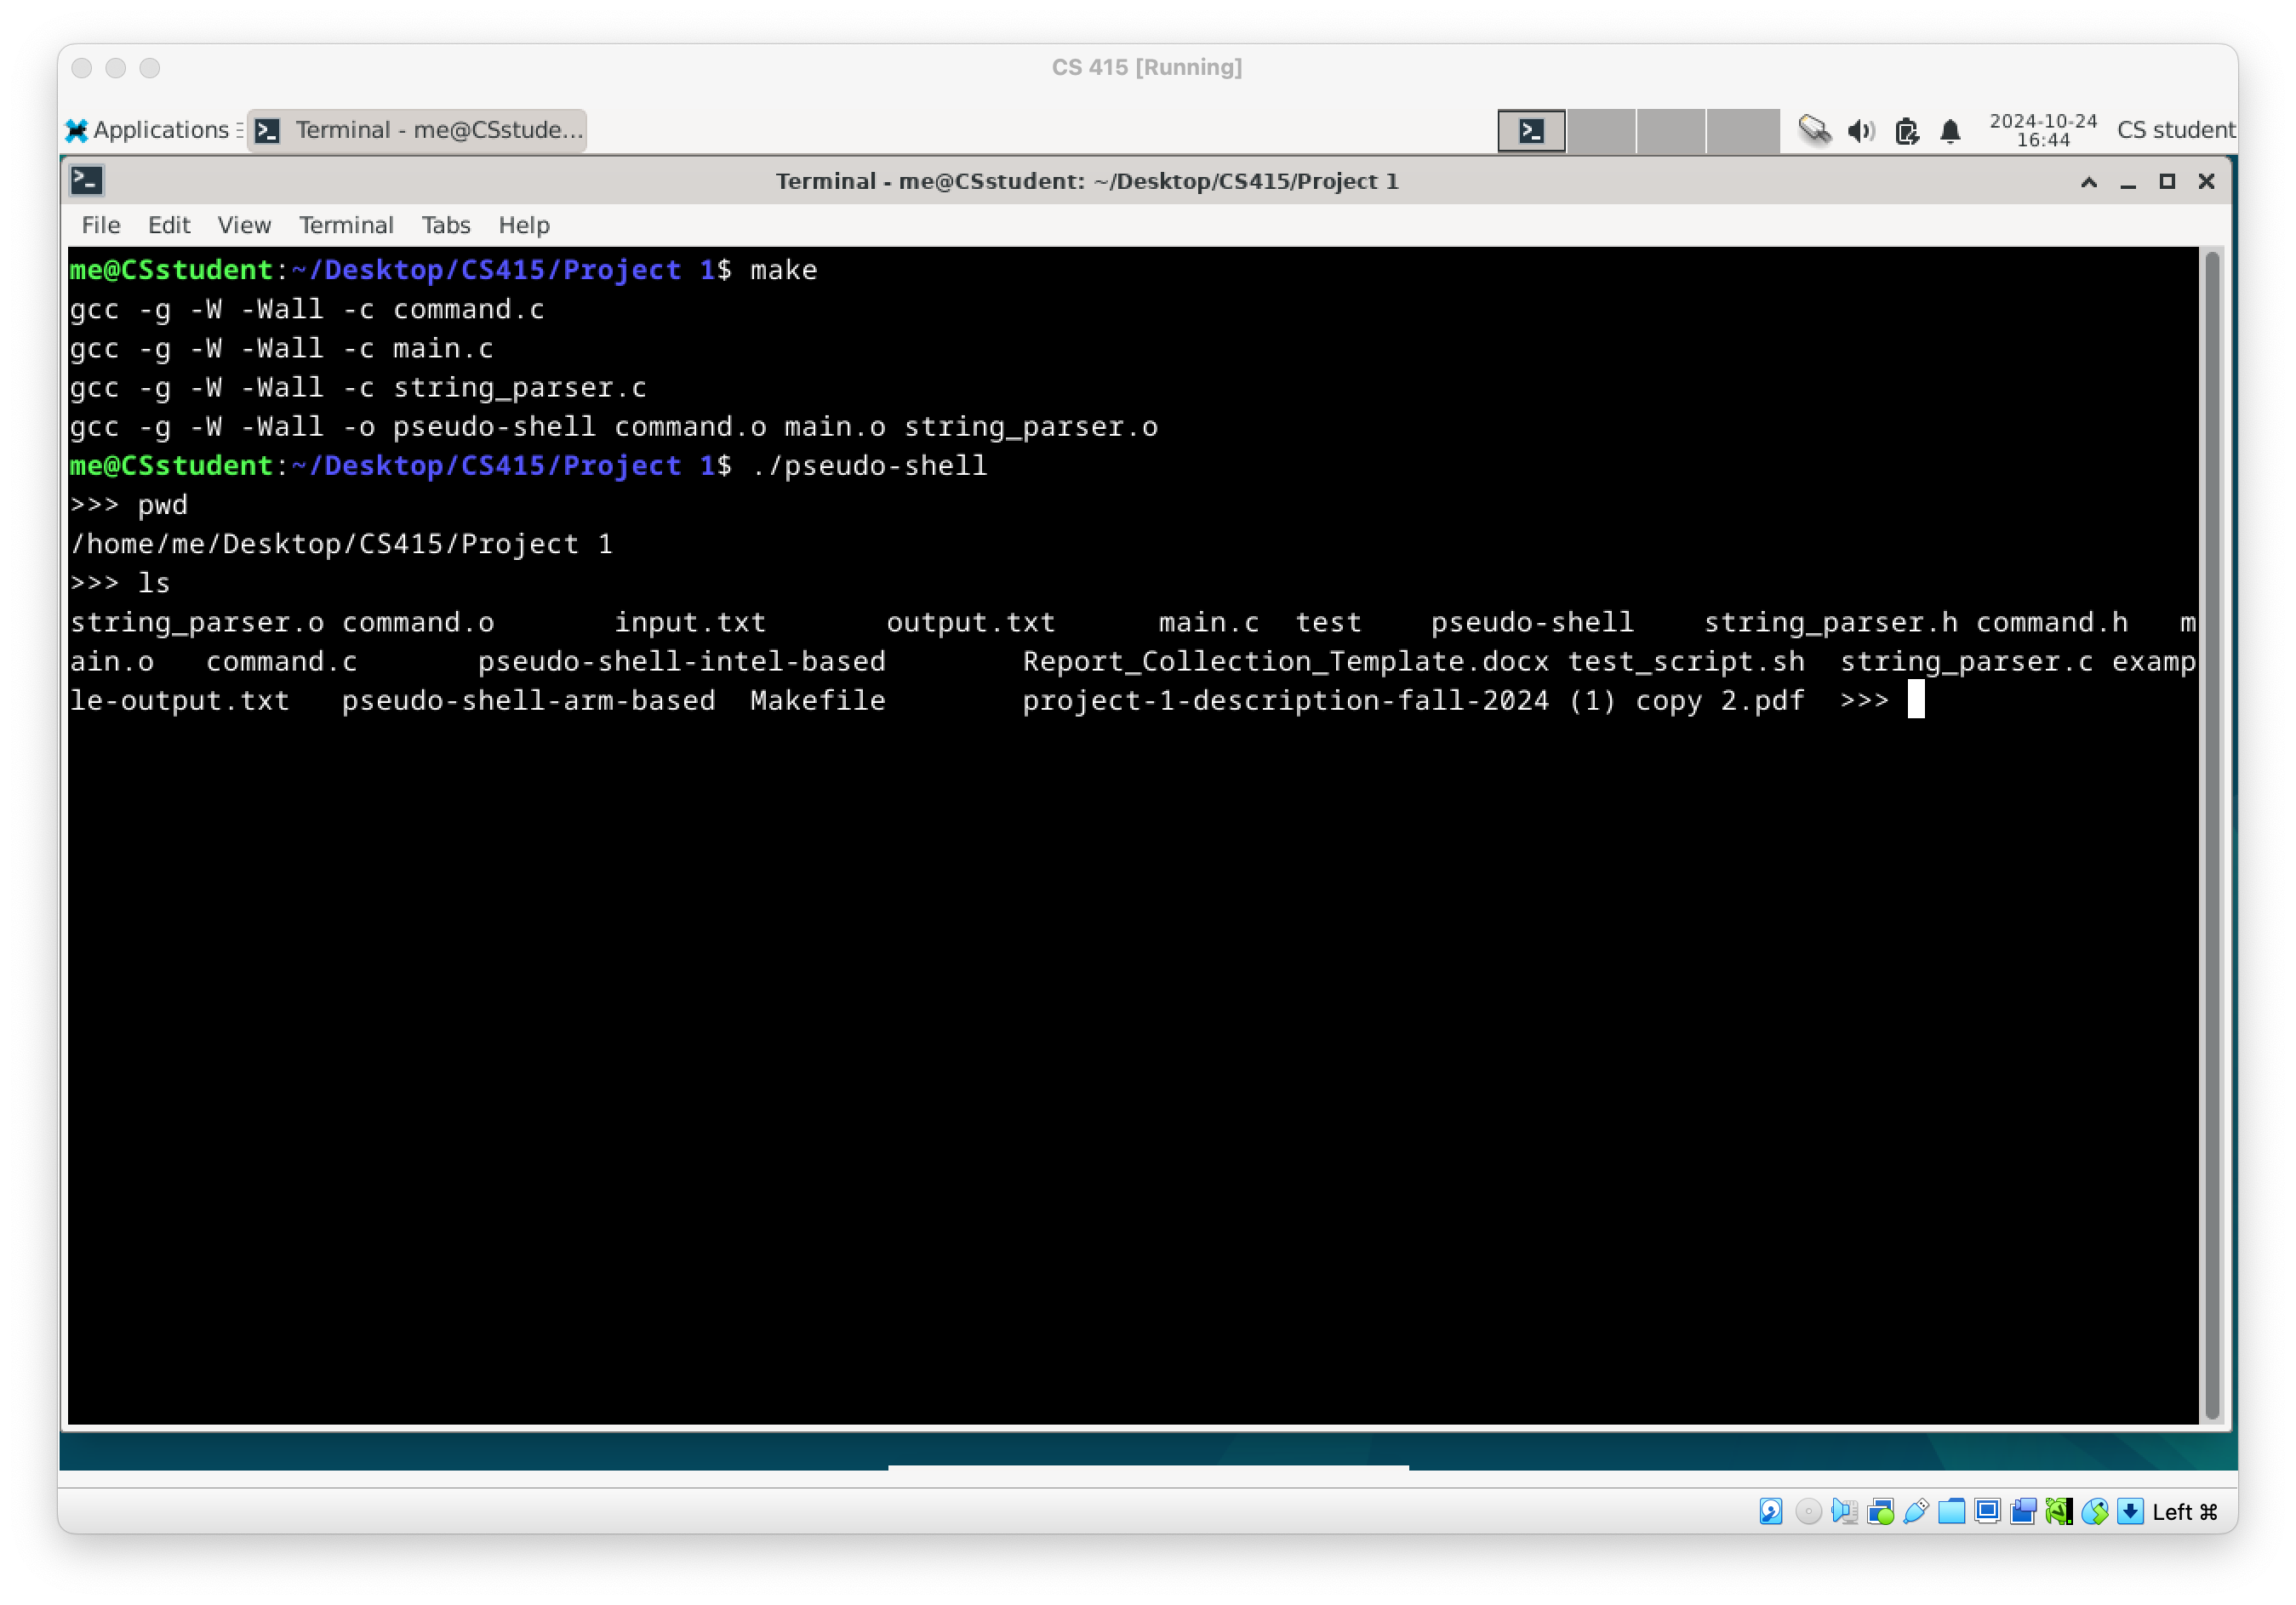 CS 415 [Running]
Applications
Terminal - me@CSstude...
2024-10-24
16:44
CS student
Terminal - me@CSstudent: ~/Desktop/CS415/Project 1
File Edit View Terminal Tabs Help
me@CSstudent:~/Desktop/CS415/Project 1$ make
gcc -g -W -Wall -c command.c
gcc -g -W -Wall -c main.c
gcc -g -W -Wall -c string_parser.c
gcc -g -W -Wall -o pseudo-shell command.o main.o string_parser.o
me@CSstudent:~/Desktop/CS415/Project 1$ ./pseudo-shell
>>> pwd
/home/me/Desktop/CS415/Project 1
>>> ls
string_parser.o command.o       input.txt       output.txt      main.c  test    pseudo-shell    string_parser.h command.h   m
ain.o   command.c       pseudo-shell-intel-based        Report_Collection_Template.docx test_script.sh  string_parser.c examp
le-output.txt   pseudo-shell-arm-based  Makefile        project-1-description-fall-2024 (1) copy 2.pdf  >>>
Left ⌘